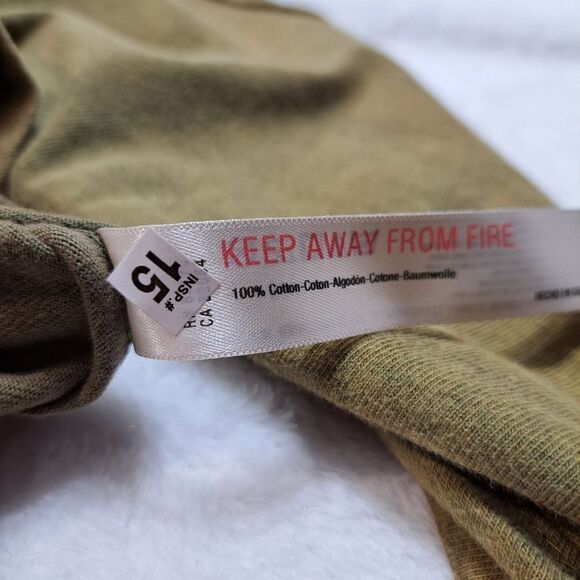 KEEP AWAY FROM FIRE
100% Cotton-Coton-Algodón-Cotone-Baumwolle
INSP.#
15